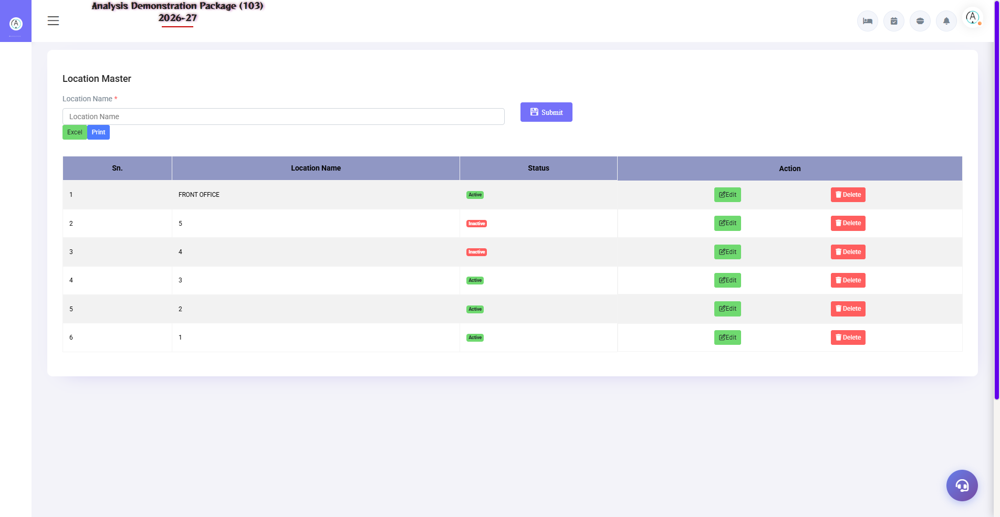 Analysis Demonstration Package (103)
2026-27
Location Master
Location Name *
Location Name
Submit
Excel Print
Sn. Location Name Status Action
1 FRONT OFFICE Active Edit Delete
2 5 Inactive Edit Delete
3 4 Inactive Edit Delete
4 3 Active Edit Delete
5 2 Active Edit Delete
6 1 Active Edit Delete